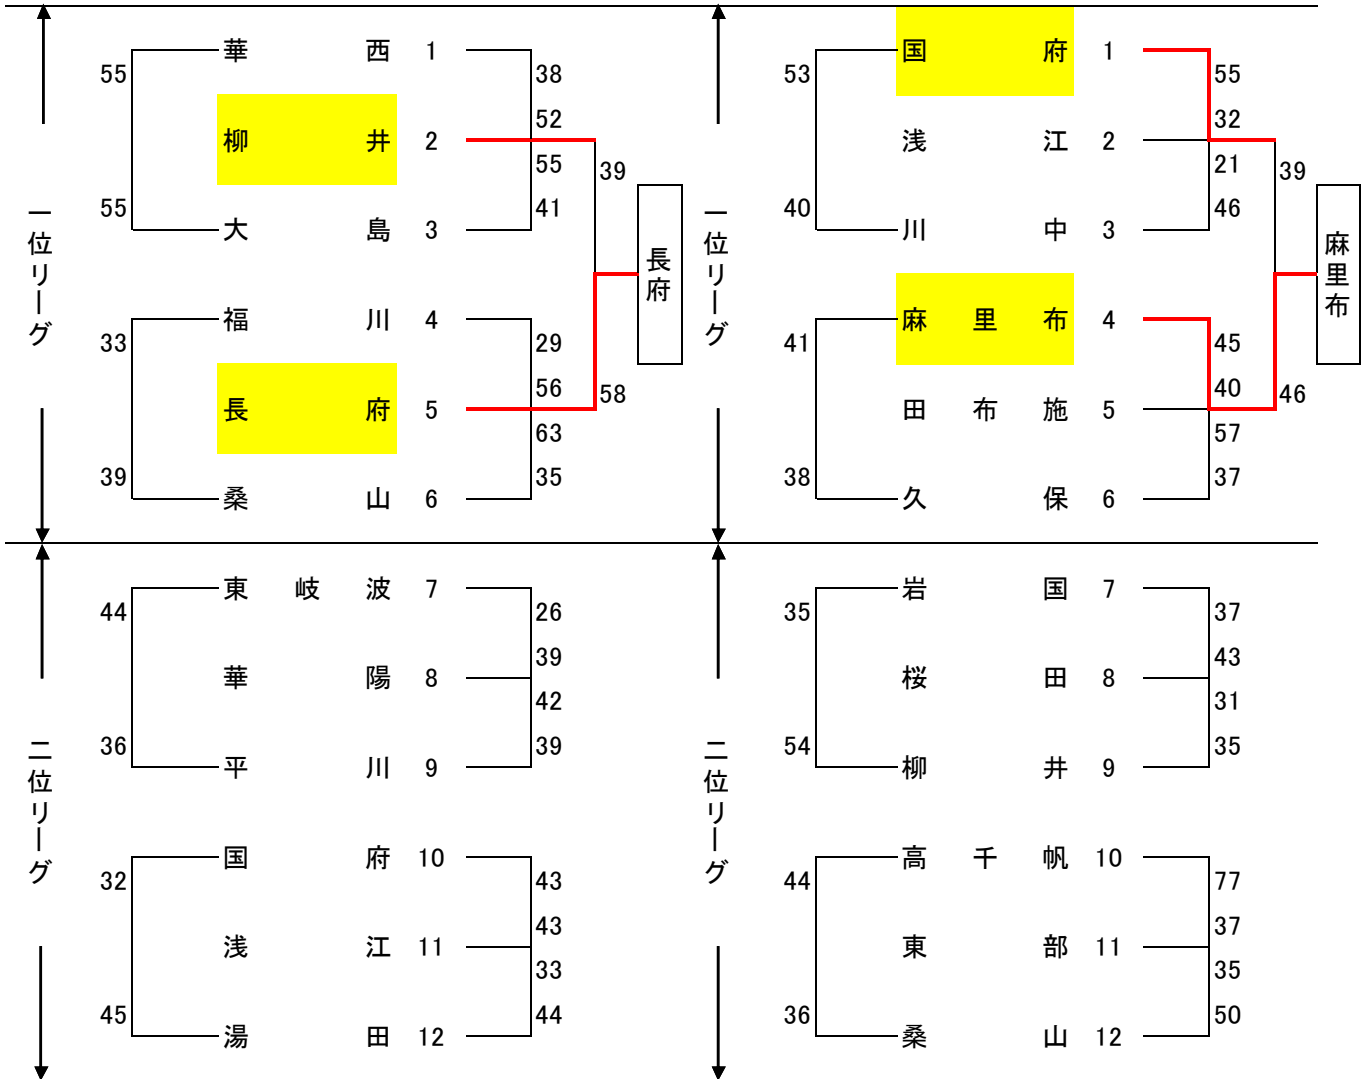 華西 1
55
38
52
柳井 2
55
39
55
41
大島 3
一位リーグ
長府
福川 4
33
29
56
長府 5
58
63
39
35
桑山 6
国府 1
53
55
32
浅江 2
21
39
40
46
川中 3
一位リーグ
麻里布
麻里布 4
41
45
40
田布施 5
46
57
38
37
久保 6
東岐波 7
44
26
39
華陽 8
42
36
39
平川 9
二位リーグ
国府 10
32
43
43
浅江 11
33
45
44
湯田 12
岩国 7
35
37
43
桜田 8
31
54
35
柳井 9
二位リーグ
高千帆 10
44
77
37
東部 11
35
36
50
桑山 12